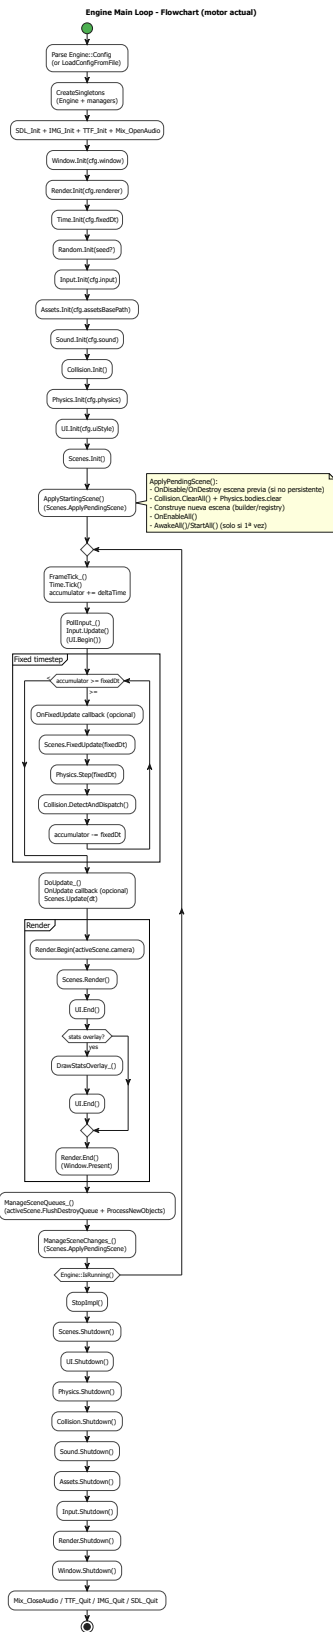 Engine Main Loop - Flowchart (motor actual)
Parse Engine::Config
(or LoadConfigFromFile)
CreateSingletons
(Engine + managers)
SDL_Init + IMG_Init + TTF_Init + Mix_OpenAudio
Window.Init(cfg.window)
Render.Init(cfg.renderer)
Time.Init(cfg.fixedDt)
Random.Init(seed?)
Input.Init(cfg.input)
Assets.Init(cfg.assetsBasePath)
Sound.Init(cfg.sound)
Collision.Init()
Physics.Init(cfg.physics)
UI.Init(cfg.uiStyle)
Scenes.Init()
ApplyStartingScene()
(Scenes.ApplyPendingScene)
ApplyPendingScene():
- OnDisable/OnDestroy escena previa (si no persistente)
- Collision.ClearAll() + Physics.bodies.clear
- Construye nueva escena (builder/registry)
- OnEnableAll()
- AwakeAll()/StartAll() (solo si 1ª vez)
FrameTick_()
Time.Tick()
accumulator += deltaTime
PollInput_()
Input.Update()
(UI.Begin())
Fixed timestep
<
accumulator >= fixedDt
>=
OnFixedUpdate callback (opcional)
Scenes.FixedUpdate(fixedDt)
Physics.Step(fixedDt)
Collision.DetectAndDispatch()
accumulator -= fixedDt
DoUpdate_()
OnUpdate callback (opcional)
Scenes.Update(dt)
Render
Render.Begin(activeScene.camera)
Scenes.Render()
UI.End()
stats overlay?
yes
DrawStatsOverlay_()
UI.End()
Render.End()
(Window.Present)
ManageSceneQueues_()
(activeScene.FlushDestroyQueue + ProcessNewObjects)
ManageSceneChanges_()
(Scenes.ApplyPendingScene)
Engine::IsRunning()
StopImpl()
Scenes.Shutdown()
UI.Shutdown()
Physics.Shutdown()
Collision.Shutdown()
Sound.Shutdown()
Assets.Shutdown()
Input.Shutdown()
Render.Shutdown()
Window.Shutdown()
Mix_CloseAudio / TTF_Quit / IMG_Quit / SDL_Quit